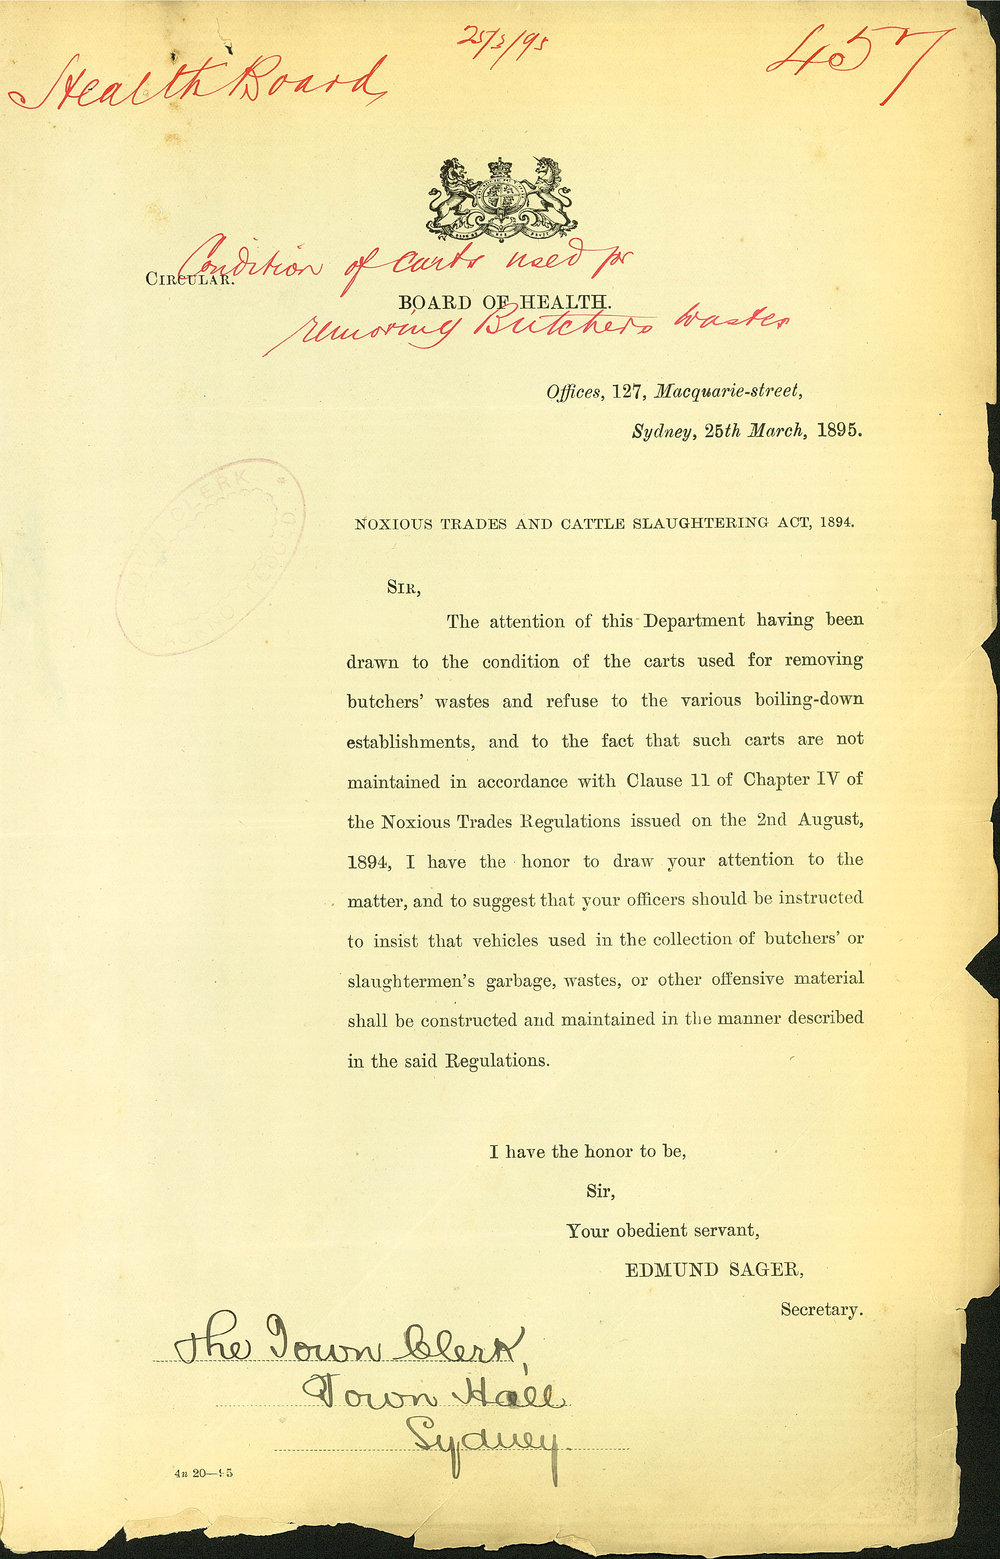 25/3/95
457
Health Board
Condition of carts used for
CIRCULAR.
BOARD OF HEALTH.
removing Butchers wastes
Offices, 127, Macquarie-street,
Sydney, 25th March, 1895.
CLERK
NOXIOUS TRADES AND CATTLE SLAUGHTERING ACT, 1894.
SIR,
The attention of this Department having been
drawn to the condition of the carts used for removing
butchers' wastes and refuse to the various boiling-down
establishments, and to the fact that such carts are not
maintained in accordance with Clause 11 of Chapter IV of
the Noxious Trades Regulations issued on the 2nd August,
1894, I have the honor to draw your attention to the
matter, and to suggest that your officers should be instructed
to insist that vehicles used in the collection of butchers' or
slaughtermen's garbage, wastes, or other offensive material
shall be constructed and maintained in the manner described
in the said Regulations.
I have the honor to be,
Sir,
Your obedient servant,
EDMUND SAGER,
Secretary.
The Town Clerk,
Town Hall
Sydney.
4n 20—95